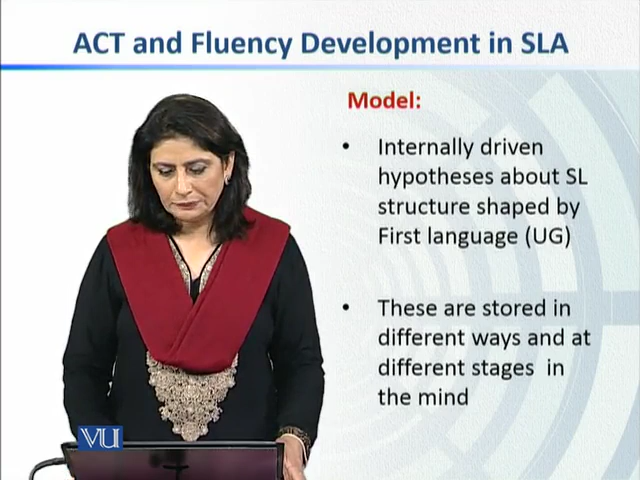 ACT and Fluency Development in SLA
Model:
• Internally driven
hypotheses about SL
structure shaped by
First language (UG)
• These are stored in
different ways and at
different stages in
the mind
VU